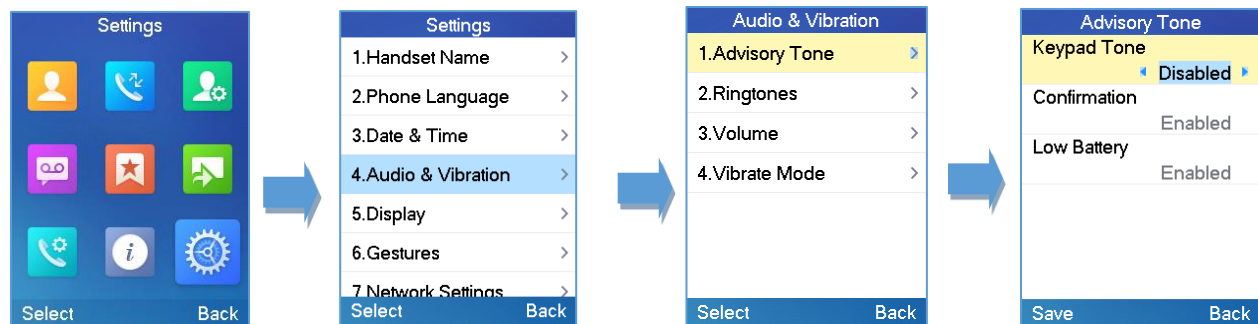 Settings
Select Back
Settings
1.Handset Name
2.Phone Language
3.Date & Time
4.Audio & Vibration
5.Display
6.Gestures
7.Network Settings
Select Back
Audio & Vibration
1.Advisory Tone
2.Ringtones
3.Volume
4.Vibrate Mode
Select Back
Advisory Tone
Keypad Tone
Disabled
Confirmation
Enabled
Low Battery
Enabled
Save Back